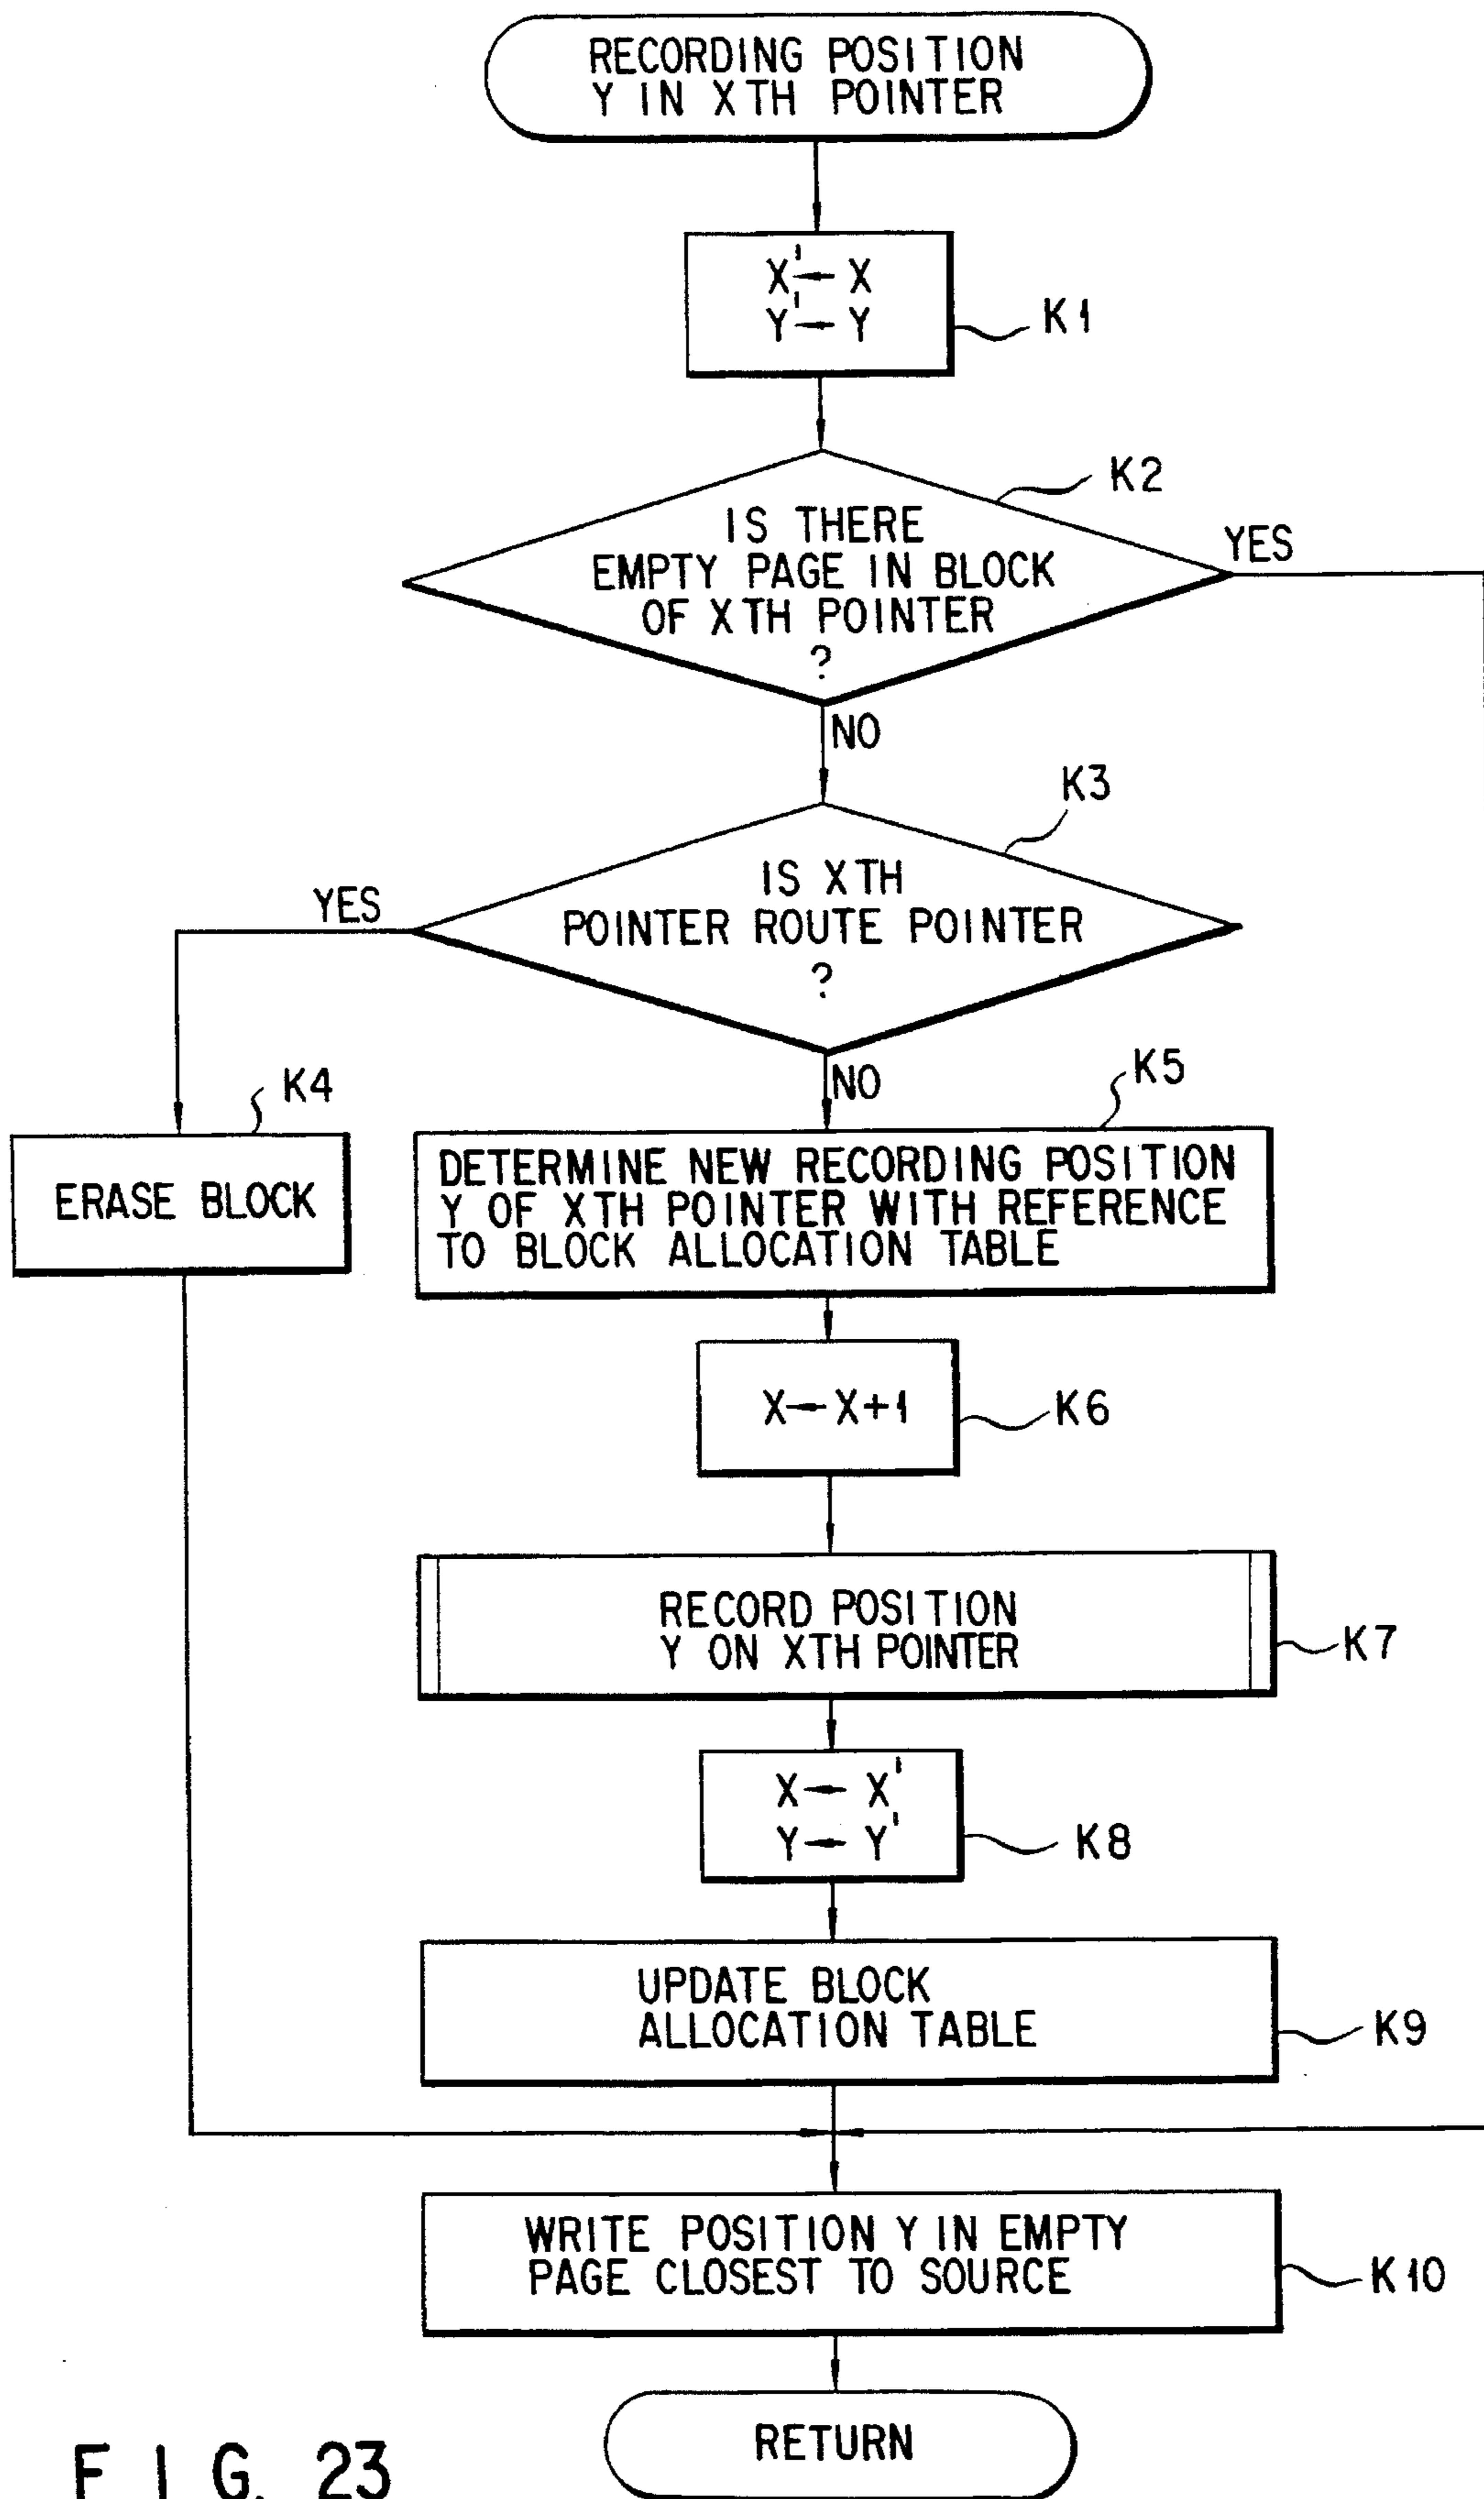 RECORDING POSITION
Y IN XTH POINTER
X' ← X
Y' ← Y
K1
K2
IS THERE
EMPTY PAGE IN BLOCK
OF XTH POINTER
?
YES
NO
K3
IS XTH
POINTER ROUTE POINTER
?
YES
NO
K4
ERASE BLOCK
K5
DETERMINE NEW RECORDING POSITION
Y OF XTH POINTER WITH REFERENCE
TO BLOCK ALLOCATION TABLE
X ← X+1
K6
RECORD POSITION
Y ON XTH POINTER
K7
X ← X'
Y ← Y'
K8
UPDATE BLOCK
ALLOCATION TABLE
K9
WRITE POSITION Y IN EMPTY
PAGE CLOSEST TO SOURCE
K10
RETURN
FIG. 23